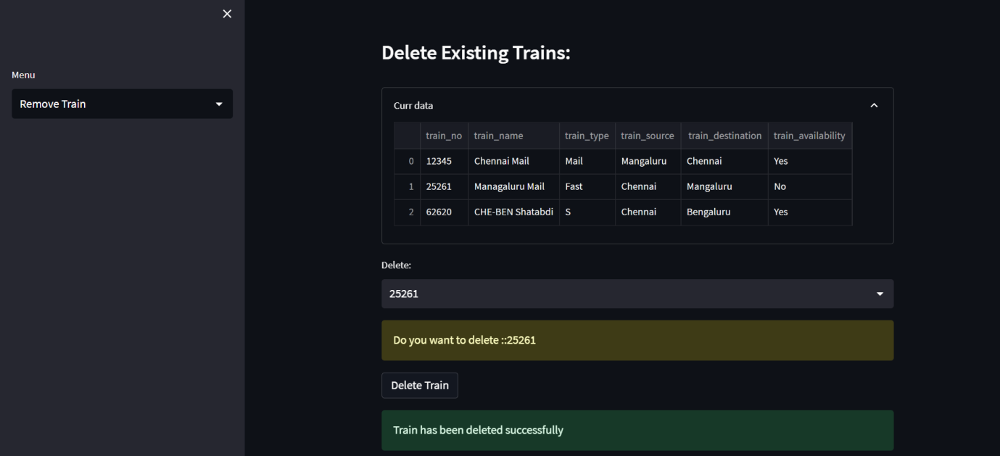 Menu
Remove Train
Delete Existing Trains:
Curr data
train_no train_name train_type train_source train_destination train_availability
0 12345 Chennai Mail Mail Mangaluru Chennai Yes
1 25261 Managaluru Mail Fast Chennai Mangaluru No
2 62620 CHE-BEN Shatabdi S Chennai Bengaluru Yes
Delete:
25261
Do you want to delete ::25261
Delete Train
Train has been deleted successfully